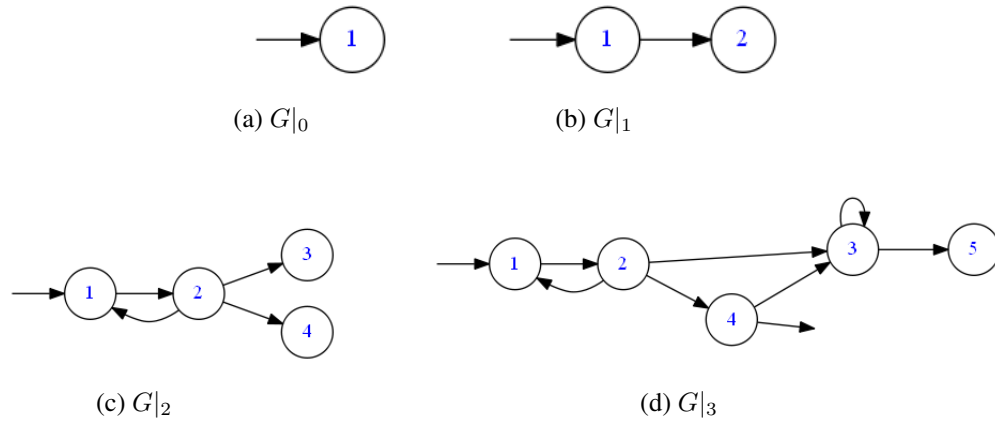 1
1 2
(a) G|₀
(b) G|₁
1 2 3 4
1 2 3 4 5
(c) G|₂
(d) G|₃